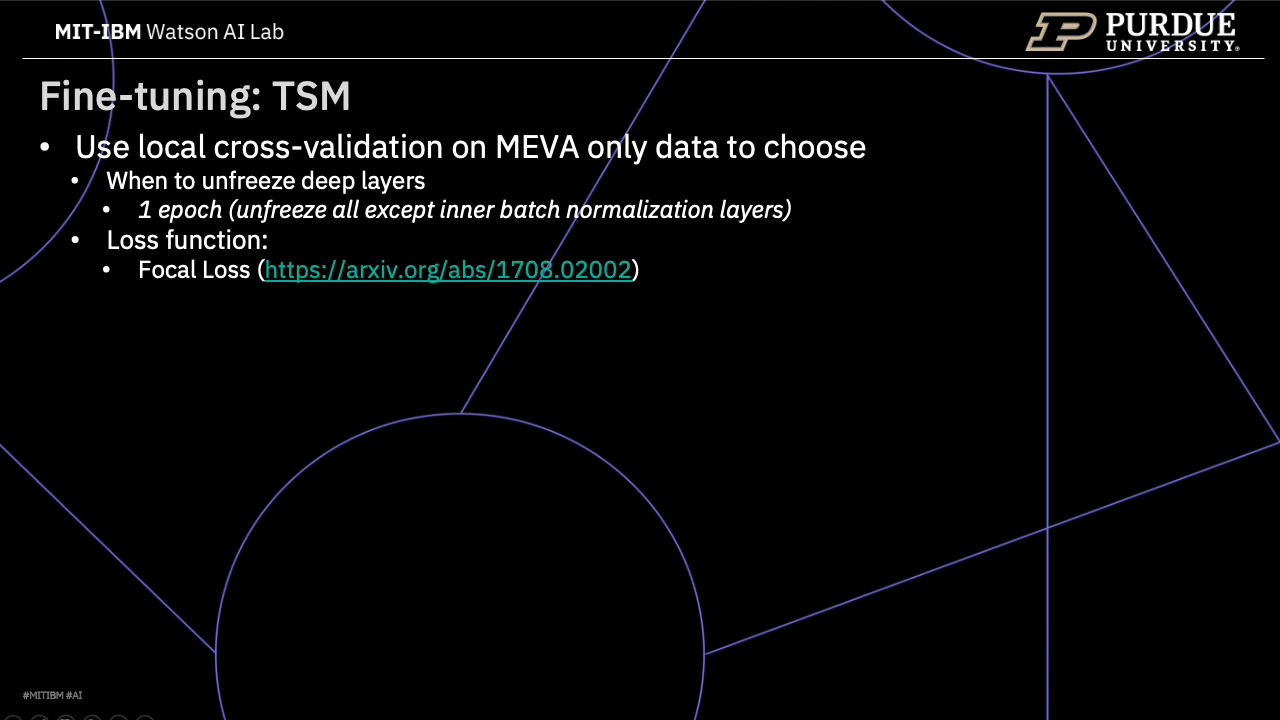 MIT-IBM Watson AI Lab
PURDUE
UNIVERSITY®
Fine-tuning: TSM
• Use local cross-validation on MEVA only data to choose
• When to unfreeze deep layers
• 1 epoch (unfreeze all except inner batch normalization layers)
• Loss function:
• Focal Loss (https://arxiv.org/abs/1708.02002)
#MITIBM #AI